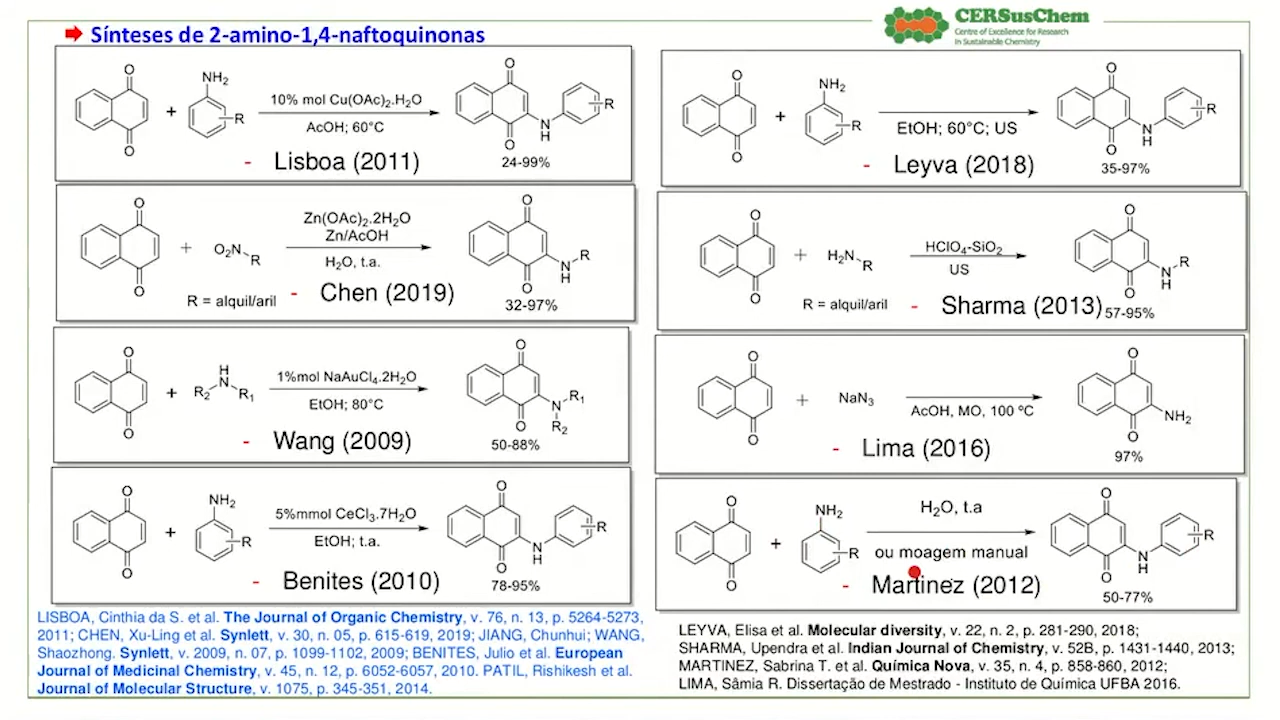 Sínteses de 2-amino-1,4-naftoquinonas
CERSusChem
Centre of Excellence for Research
in Sustainable Chemistry
O
O
+
NH2
R
10% mol Cu(OAc)2.H2O
AcOH; 60°C
O
O
N
H
R
24-99%
- Lisboa (2011)
O
O
+
O2N
R
R = alquil/aril
Zn(OAc)2.2H2O
Zn/AcOH
H2O, t.a.
O
O
N
H
R
32-97%
- Chen (2019)
O
O
+
H
R2 N R1
1%mol NaAuCl4.2H2O
EtOH; 80°C
O
O
N
R1
R2
50-88%
- Wang (2009)
O
O
+
NH2
R
5%mmol CeCl3.7H2O
EtOH; t.a.
O
O
N
H
R
78-95%
- Benites (2010)
O
O
+
NH2
R
EtOH; 60°C; US
O
O
N
H
R
35-97%
- Leyva (2018)
O
O
+
H2N
R
R = alquil/aril
HClO4-SiO2
US
O
O
N
H
R
57-95%
- Sharma (2013)
O
O
+
NaN3
AcOH, MO, 100 ºC
O
O
NH2
97%
- Lima (2016)
O
O
+
NH2
R
H2O, t.a
ou moagem manual
O
O
N
H
R
50-77%
- Martinez (2012)
LISBOA, Cinthia da S. et al. The Journal of Organic Chemistry, v. 76, n. 13, p. 5264-5273,
2011; CHEN, Xu-Ling et al. Synlett, v. 30, n. 05, p. 615-619, 2019; JIANG, Chunhui; WANG,
Shaozhong. Synlett, v. 2009, n. 07, p. 1099-1102, 2009; BENITES, Julio et al. European
Journal of Medicinal Chemistry, v. 45, n. 12, p. 6052-6057, 2010. PATIL, Rishikesh et al.
Journal of Molecular Structure, v. 1075, p. 345-351, 2014.
LEYVA, Elisa et al. Molecular diversity, v. 22, n. 2, p. 281-290, 2018;
SHARMA, Upendra et al. Indian Journal of Chemistry, v. 52B, p. 1431-1440, 2013;
MARTINEZ, Sabrina T. et al. Química Nova, v. 35, n. 4, p. 858-860, 2012;
LIMA, Sâmia R. Dissertação de Mestrado - Instituto de Química UFBA 2016.